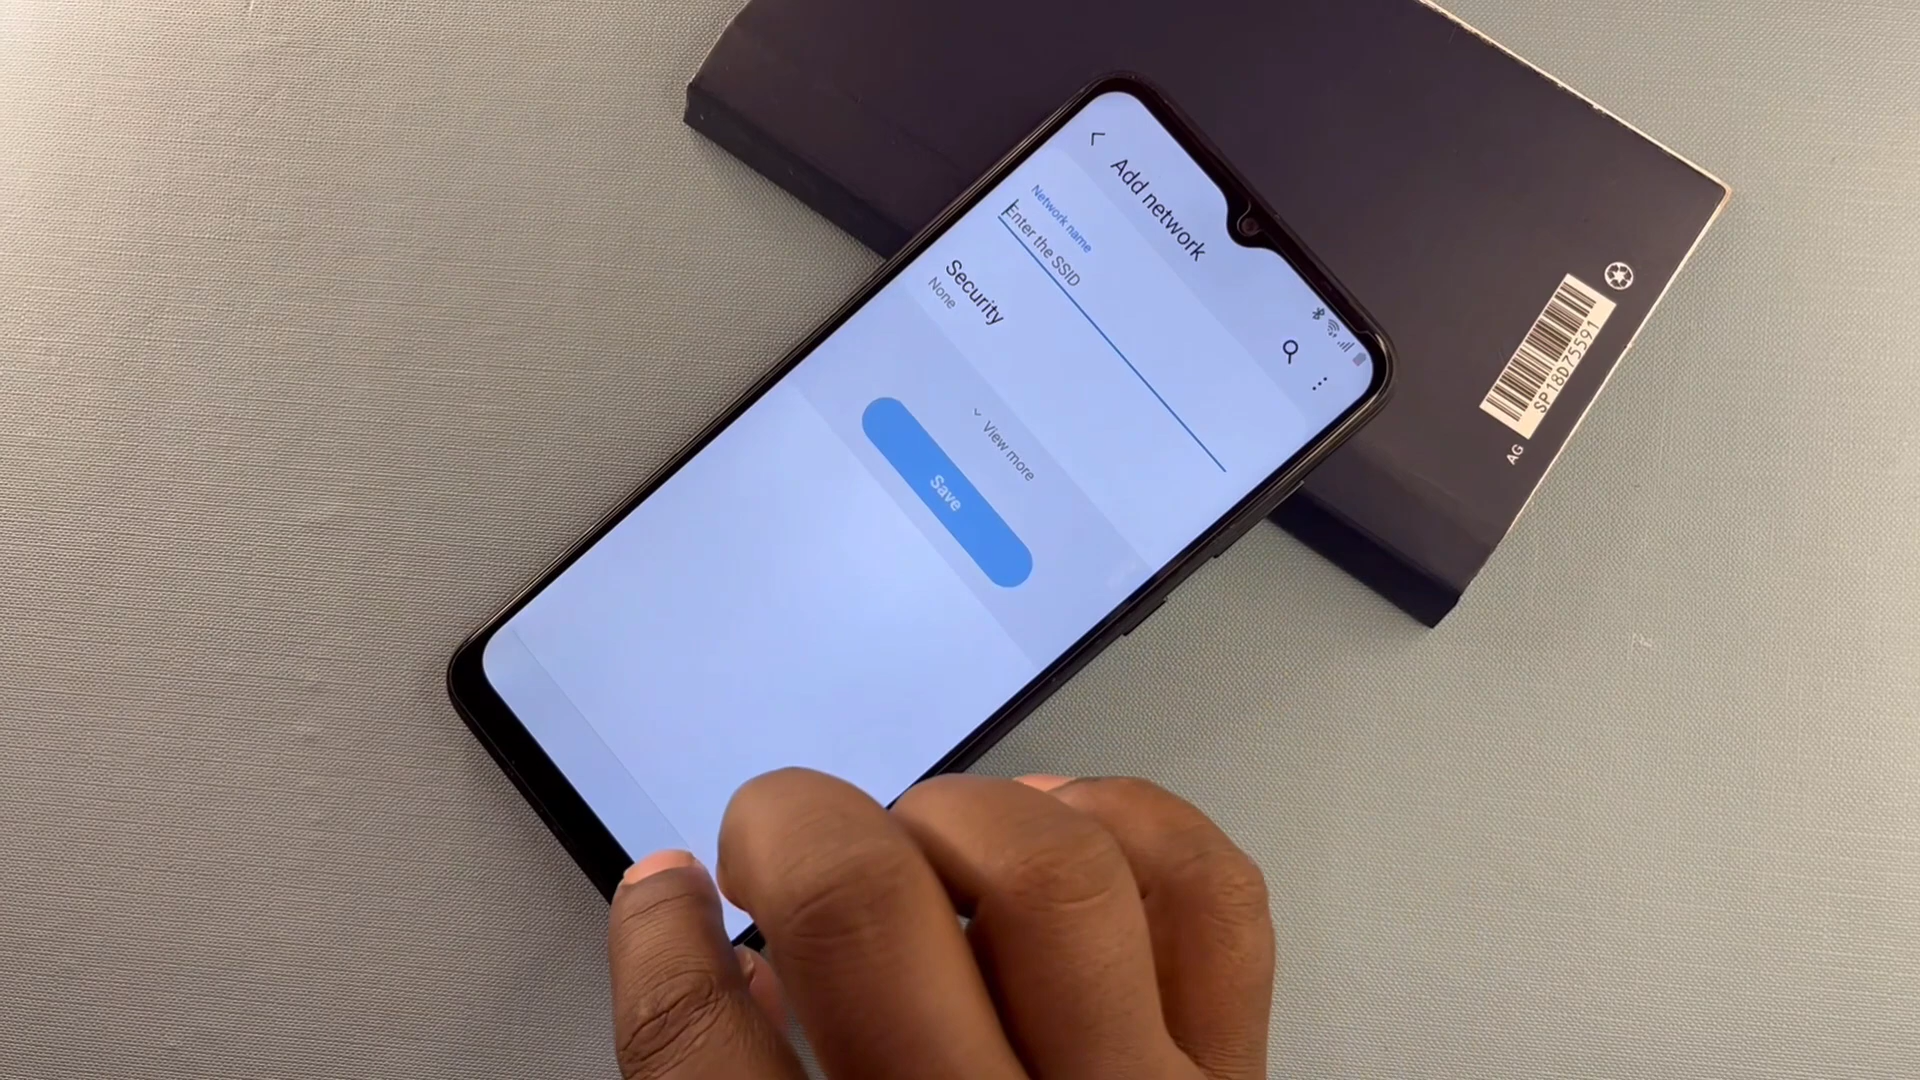 Add network
Network name
Enter the SSID
Security
None
View more
Save
SP18D75591
AG